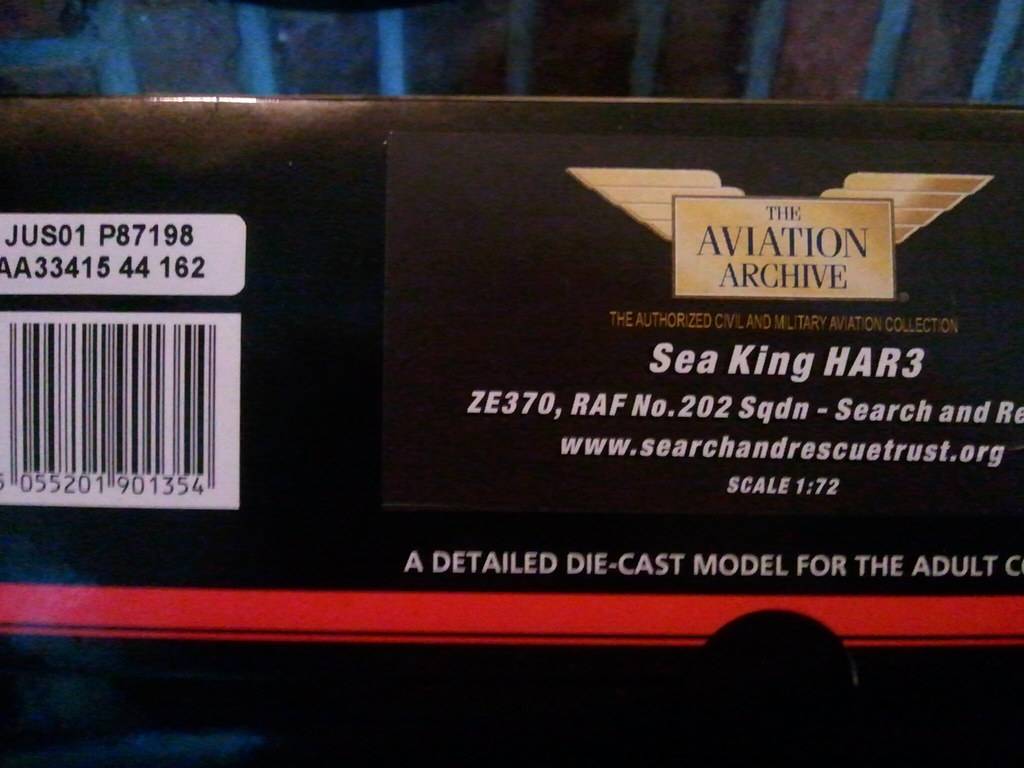 JUS01 P87198
AA33415 44 162
5 055201 901354
THE
AVIATION
ARCHIVE
THE AUTHORIZED CIVIL AND MILITARY AVIATION COLLECTION
Sea King HAR3
ZE370, RAF No.202 Sqdn - Search and Re
www.searchandrescuetrust.org
SCALE 1:72
A DETAILED DIE-CAST MODEL FOR THE ADULT CO